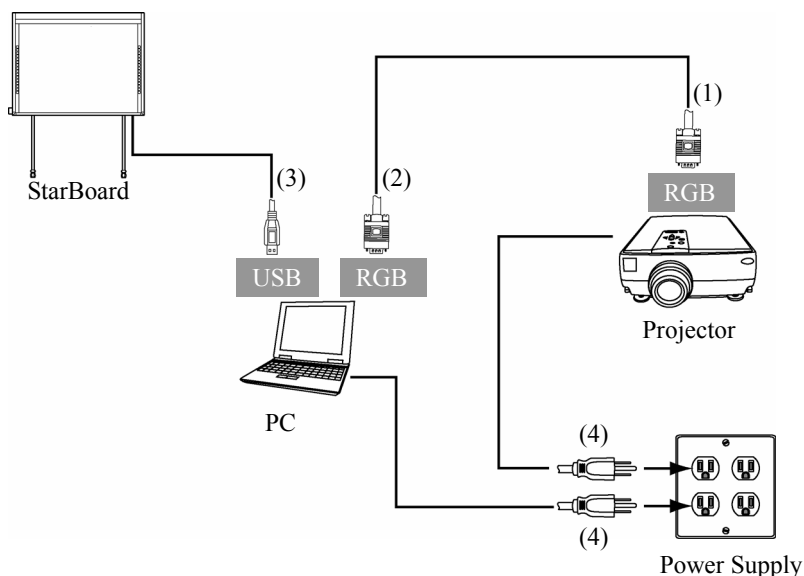 (1)
StarBoard
(3)
(2)
RGB
USB
RGB
Projector
PC
(4)
(4)
Power Supply